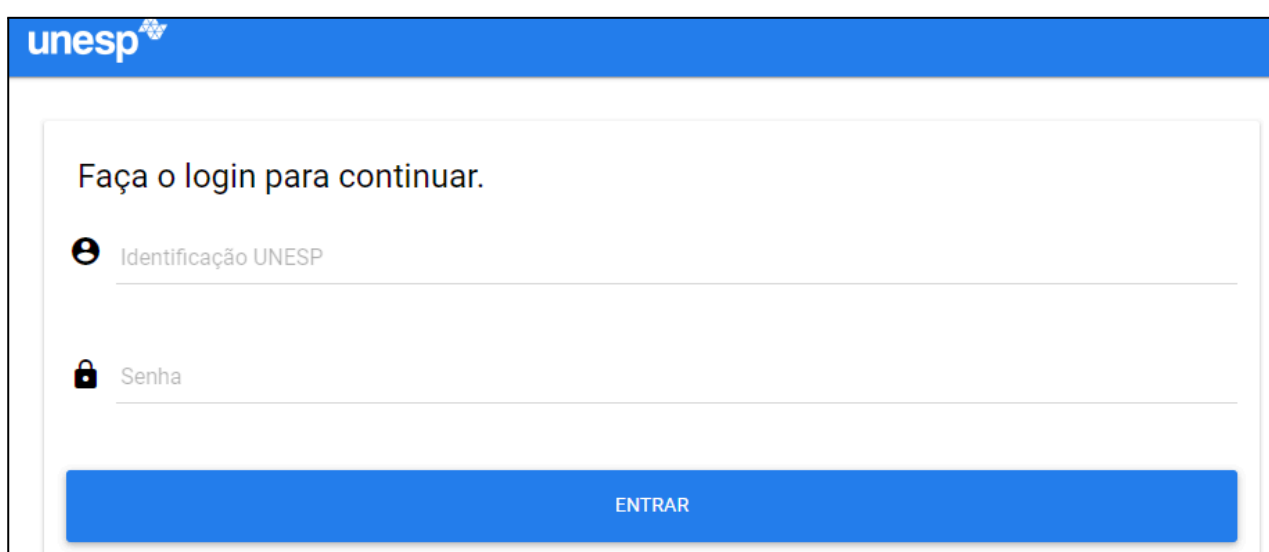 unesp
Faça o login para continuar.
Identificação UNESP
Senha
ENTRAR